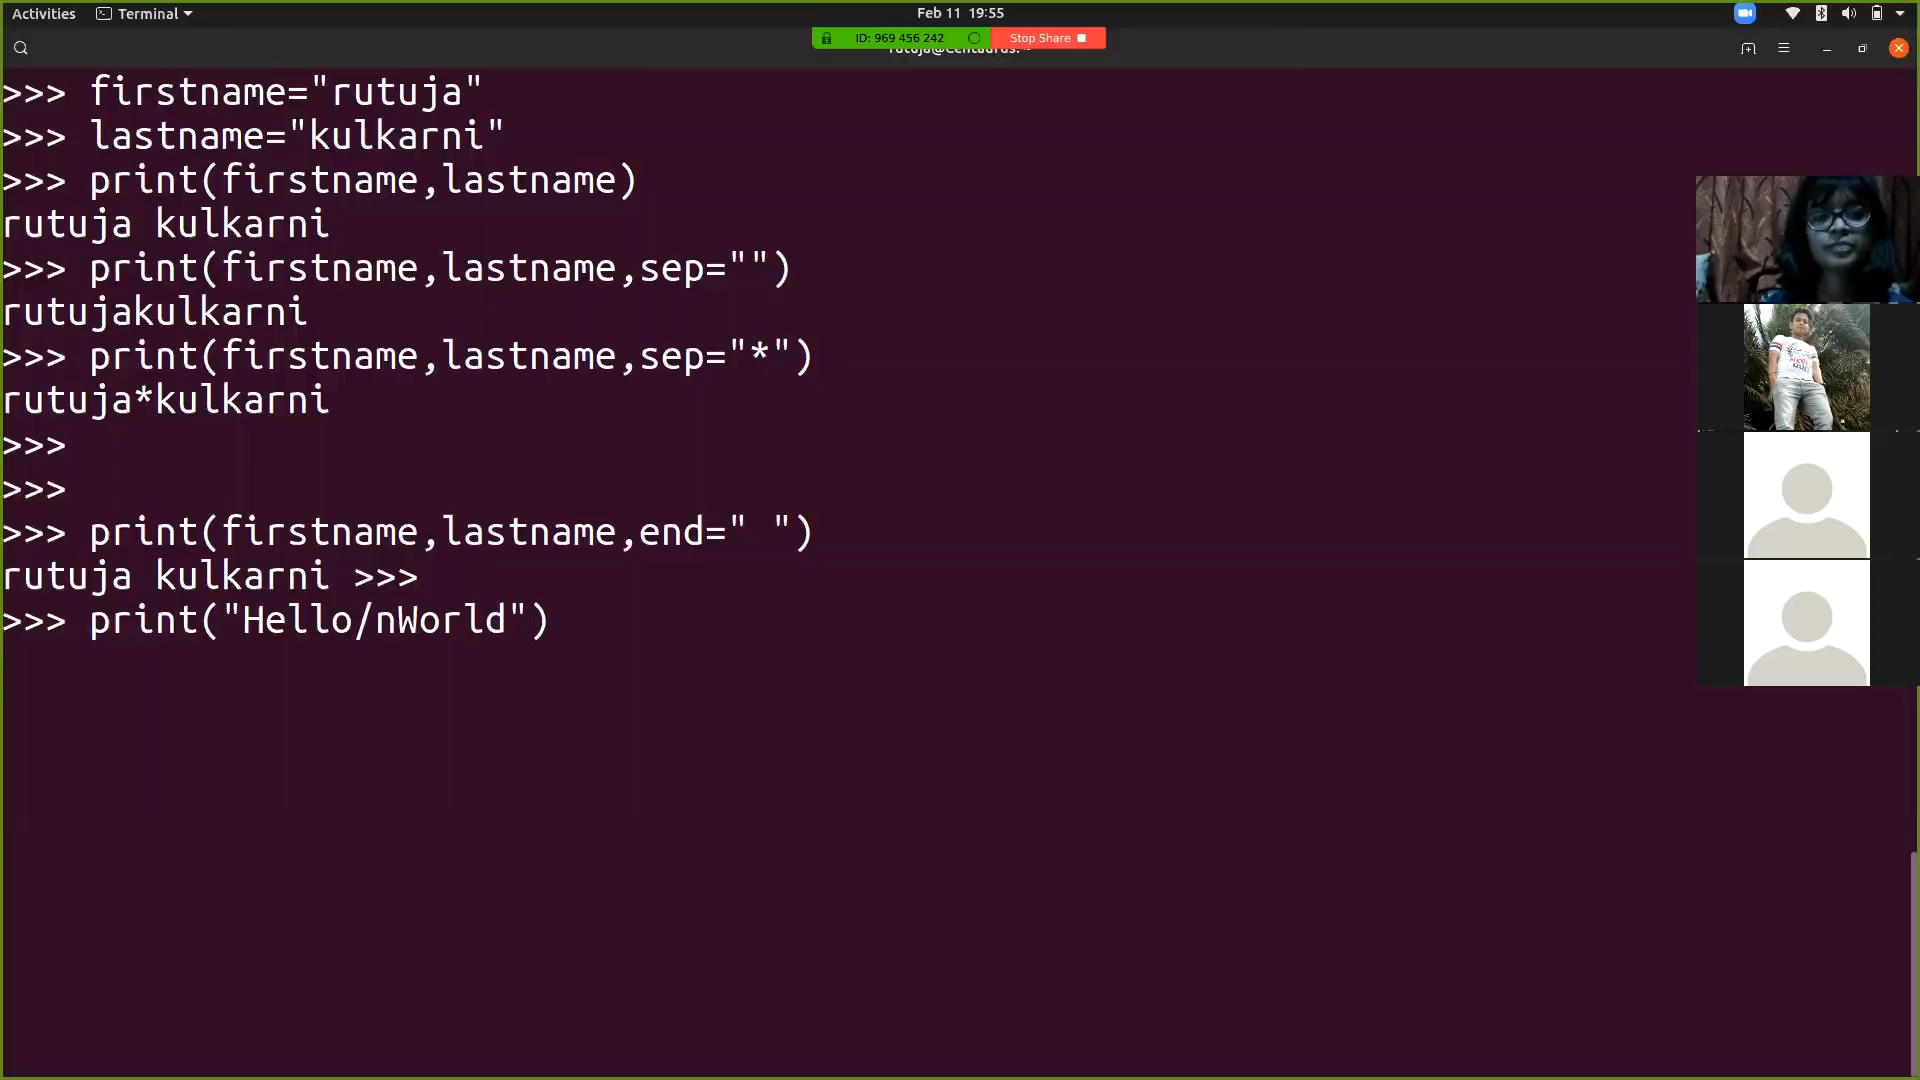 Activities Terminal Feb 11 19:55
ID: 969 456 242 Stop Share
>>> firstname="rutuja"
>>> lastname="kulkarni"
>>> print(firstname,lastname)
rutuja kulkarni
>>> print(firstname,lastname,sep="")
rutujakulkarni
>>> print(firstname,lastname,sep="*")
rutuja*kulkarni
>>>
>>>
>>> print(firstname,lastname,end=" ")
rutuja kulkarni >>>
>>> print("Hello/nWorld")